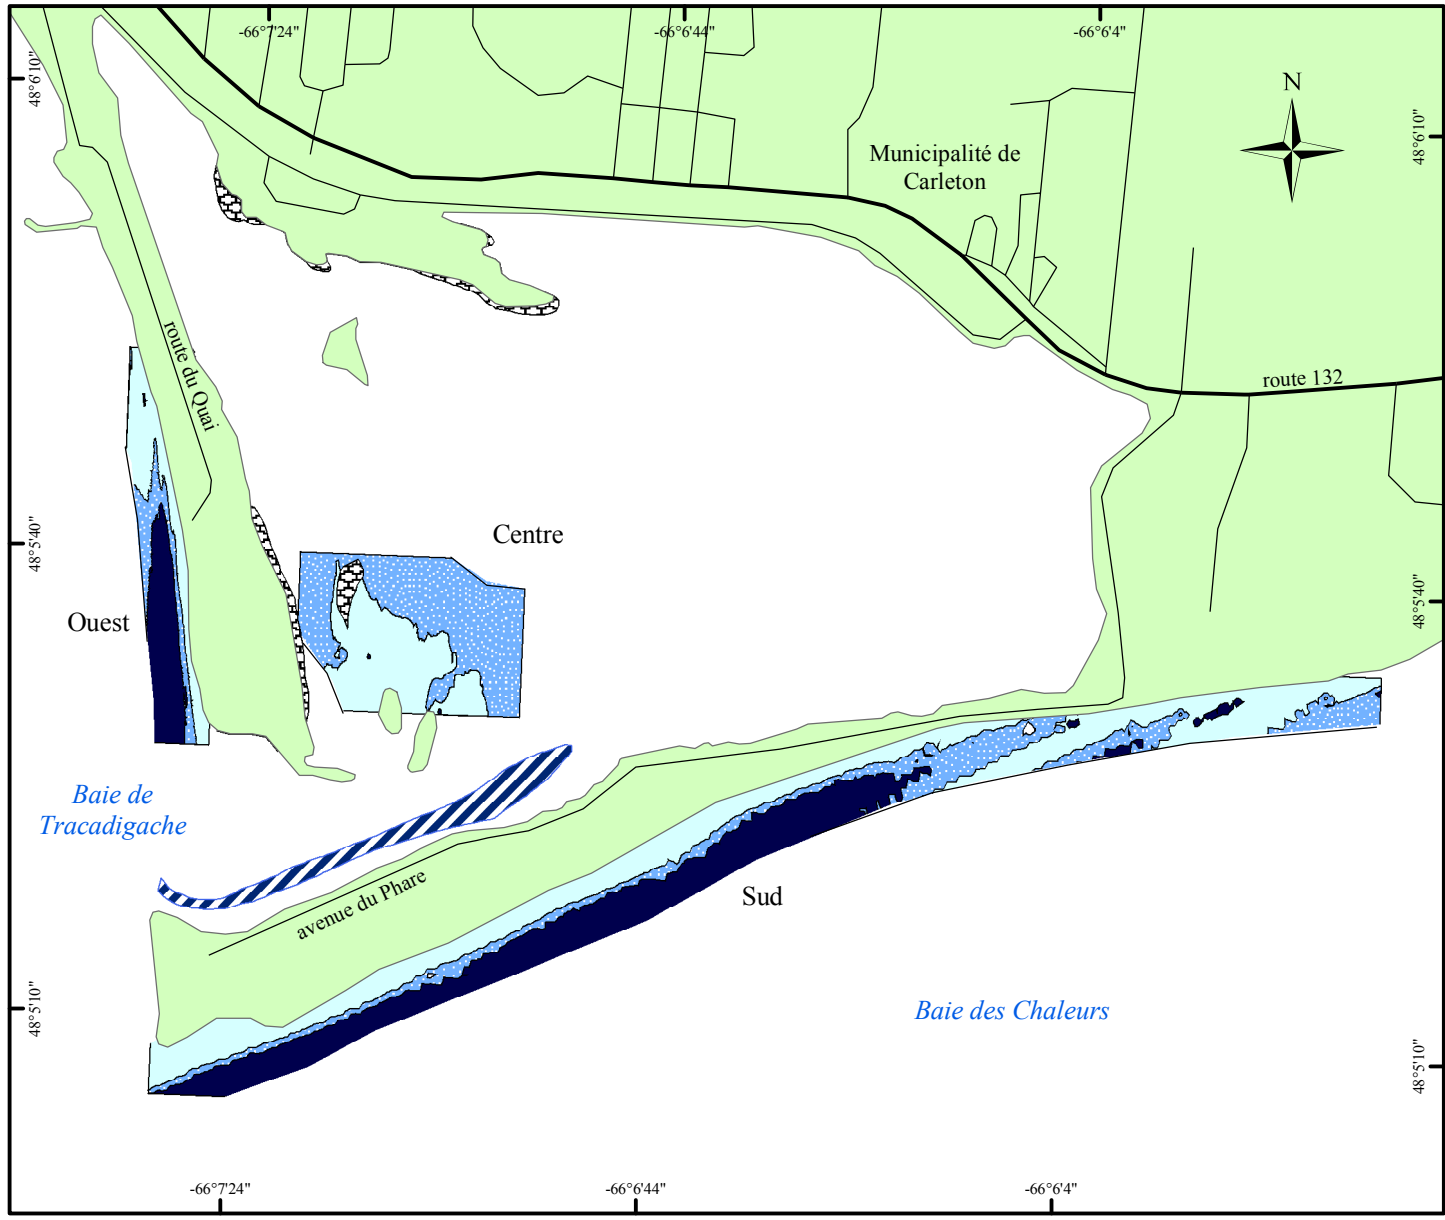 -66°7'24"
-66°6'44"
-66°6'4"
48°6'10"
48°6'10"
N
Municipalité de
Carleton
route du Quai
route 132
Centre
48°5'40"
48°5'40"
Ouest
Baie de
Tracadigache
avenue du Phare
Sud
Baie des Chaleurs
48°5'10"
48°5'10"
-66°7'24"
-66°6'44"
-66°6'4"